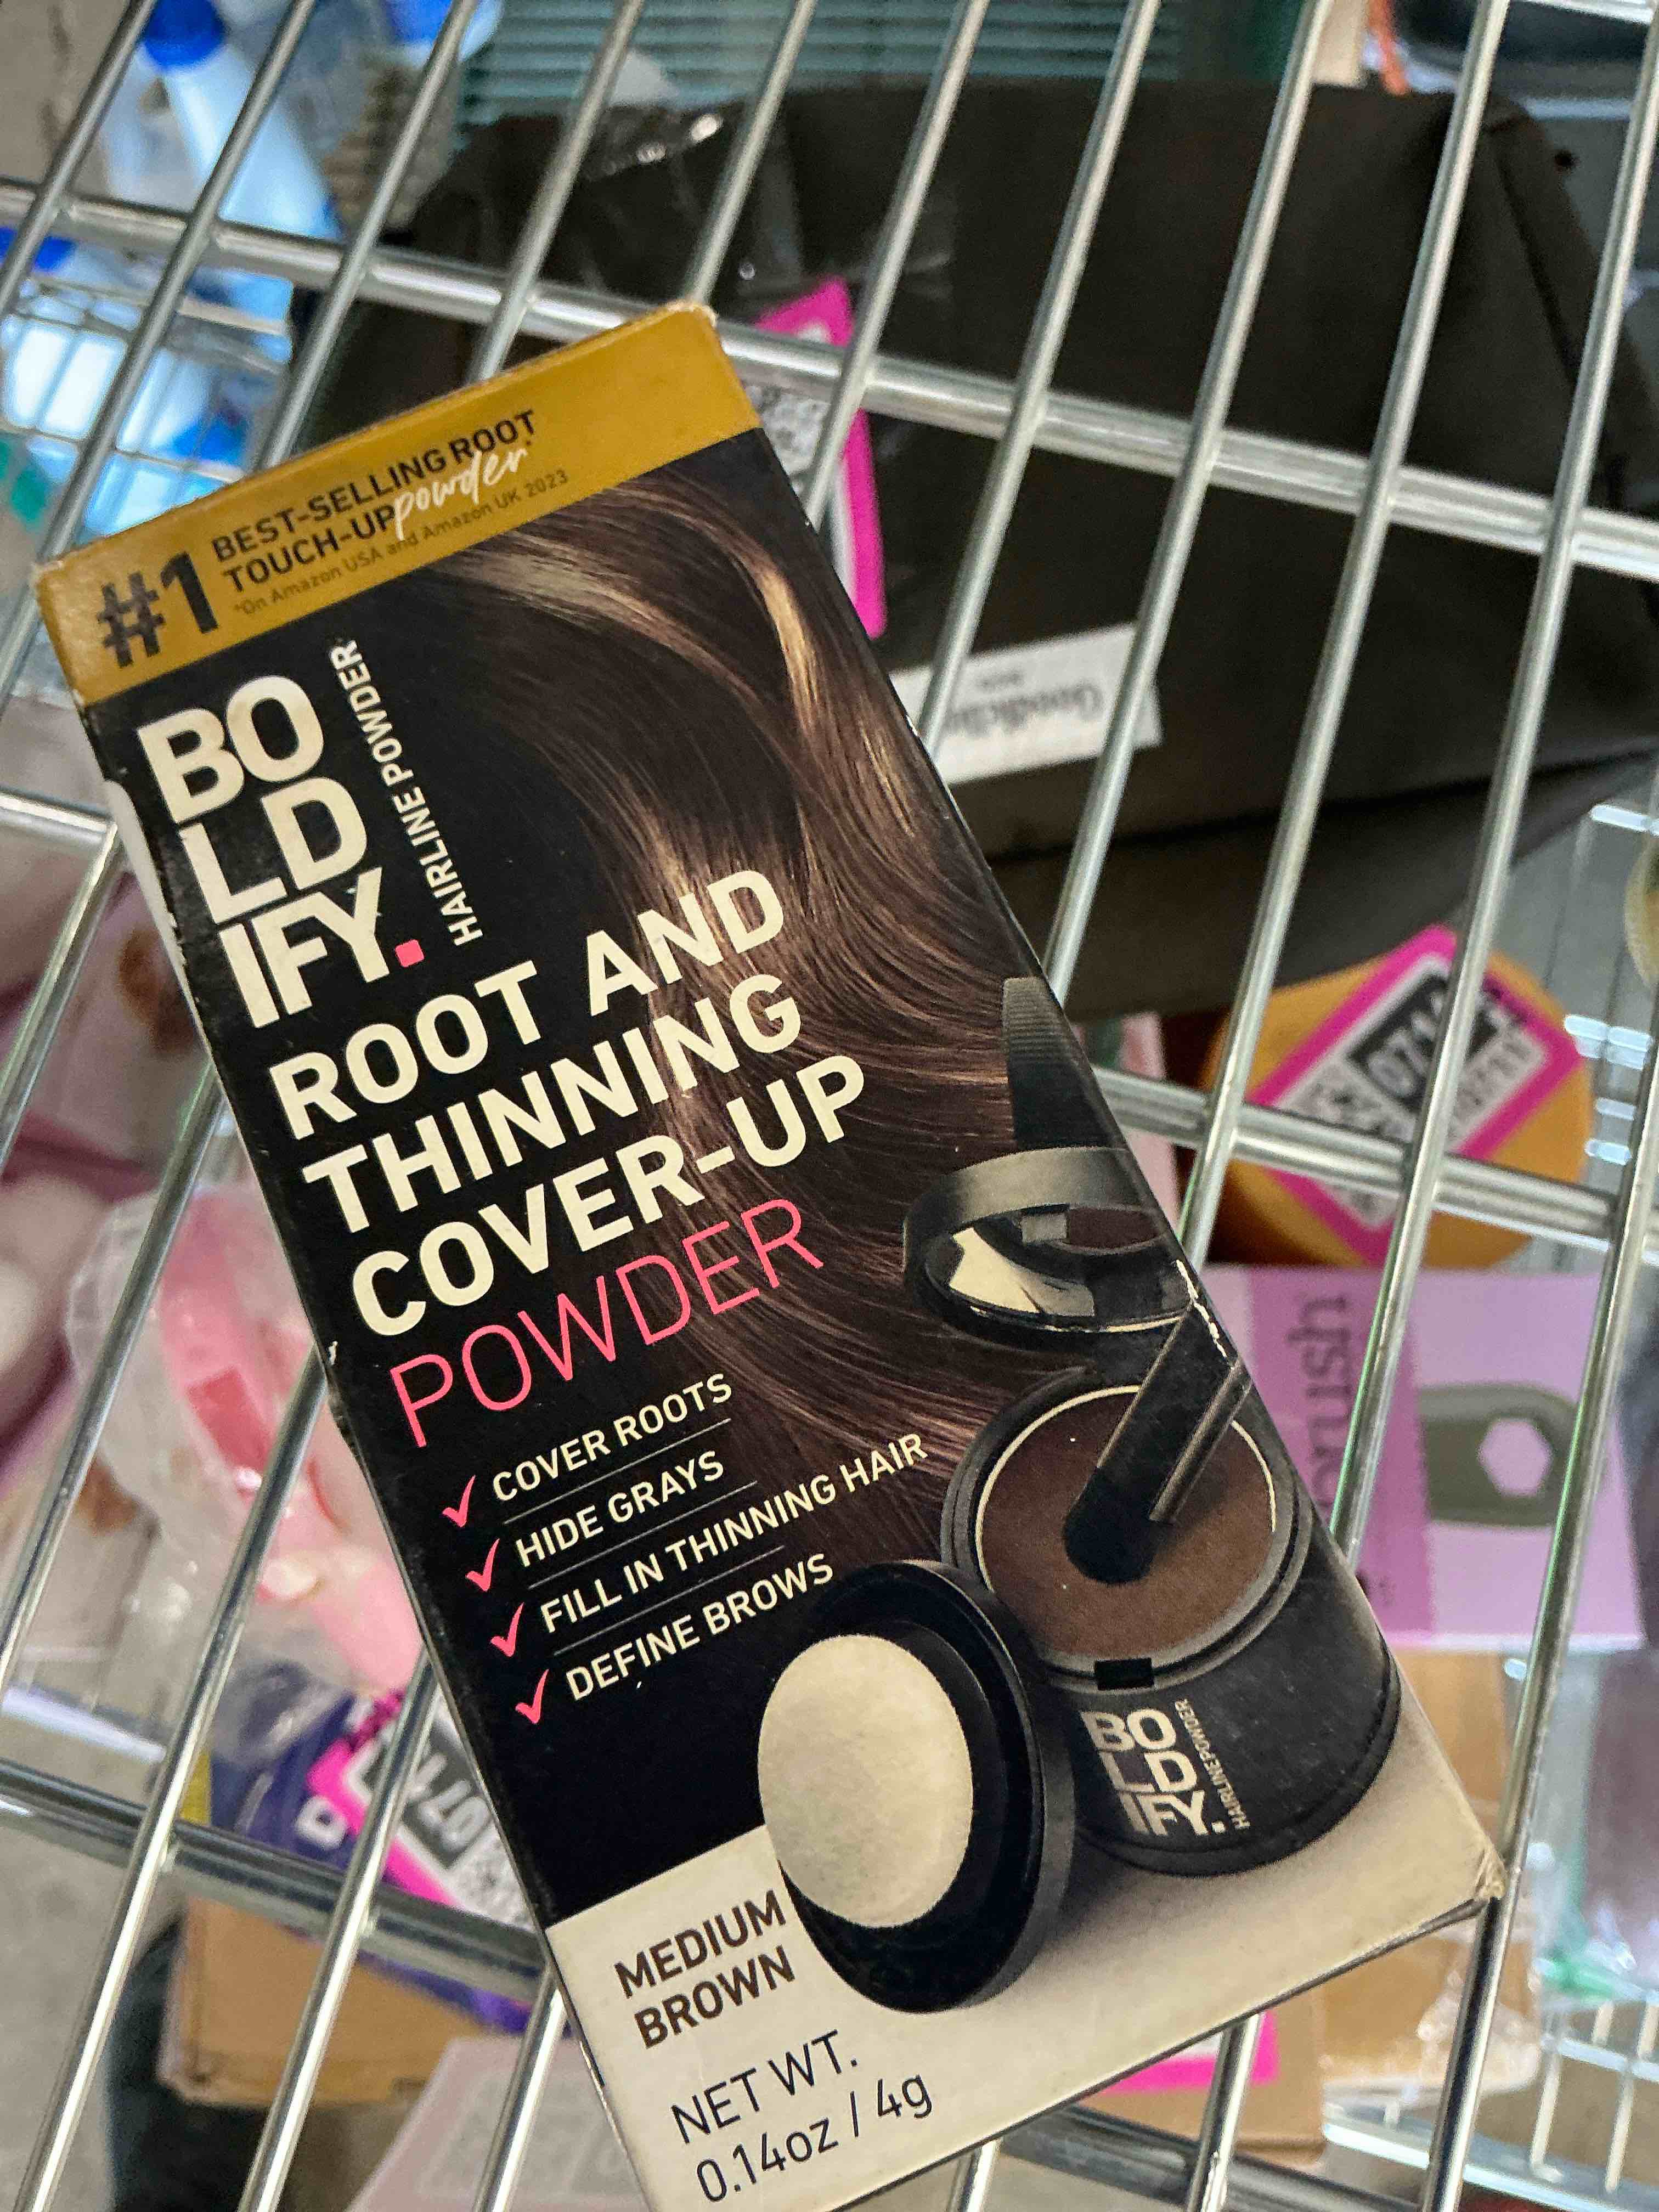 #1
BEST-SELLING ROOT
TOUCH-UP powder*
*On Amazon USA and Amazon UK 2023
BO
LD
IFY.
HAIRLINE POWDER
ROOT AND
THINNING
COVER-UP
POWDER
COVER ROOTS
HIDE GRAYS
FILL IN THINNING HAIR
DEFINE BROWS
BO
LD
IFY.
HAIRLINE POWDER
MEDIUM
BROWN
NET WT.
0.14oz / 4g